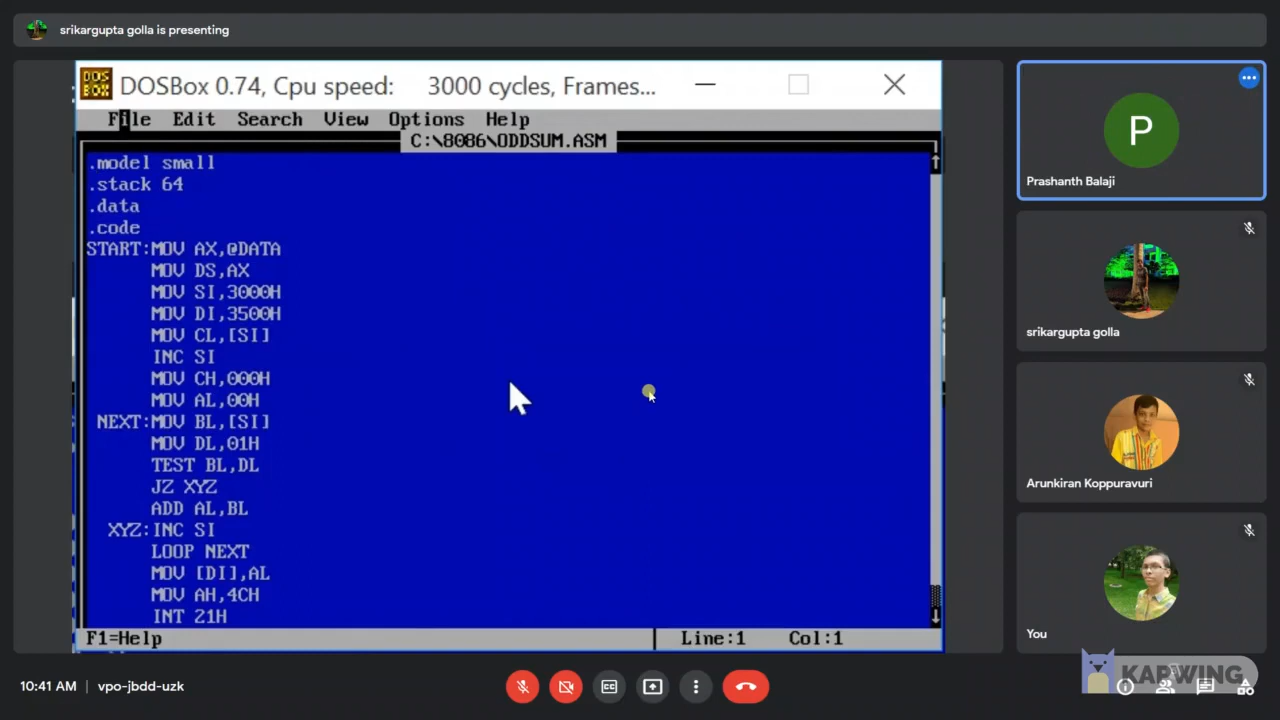 srikargupta golla is presenting
DOS BOX
DOSBox 0.74, Cpu speed: 3000 cycles, Frames...
File Edit Search View Options Help
C:\8086\ODDSUM.ASM
.model small
.stack 64
.data
.code
START:MOV AX,@DATA
MOV DS,AX
MOV SI,3000H
MOV DI,3500H
MOV CL,[SI]
INC SI
MOV CH,000H
MOV AL,00H
NEXT:MOV BL,[SI]
MOV DL,01H
TEST BL,DL
JZ XYZ
ADD AL,BL
XYZ:INC SI
LOOP NEXT
MOV [DI],AL
MOV AH,4CH
INT 21H
F1=Help Line:1 Col:1
P
Prashanth Balaji
srikargupta golla
Arunkiran Koppuravuri
You
10:41 AM | vpo-jbdd-uzk
CC
KAPWING